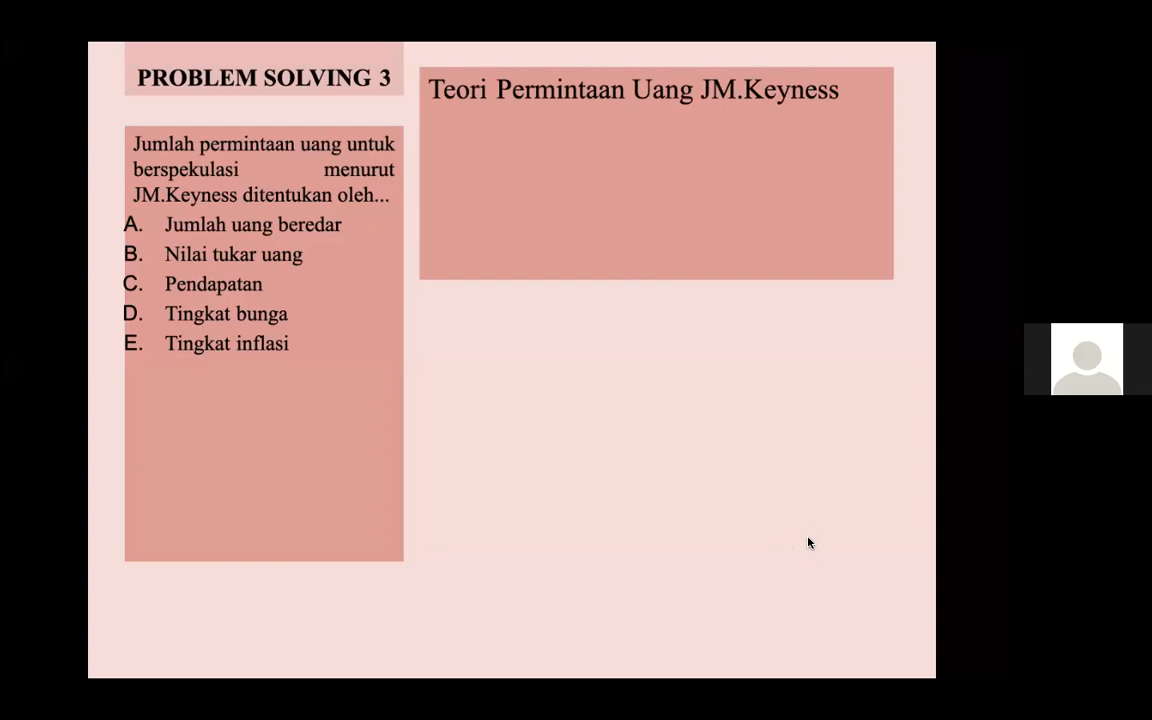 PROBLEM SOLVING 3
Jumlah permintaan uang untuk
berspekulasi menurut
JM.Keyness ditentukan oleh...
A. Jumlah uang beredar
B. Nilai tukar uang
C. Pendapatan
D. Tingkat bunga
E. Tingkat inflasi
Teori Permintaan Uang JM.Keyness